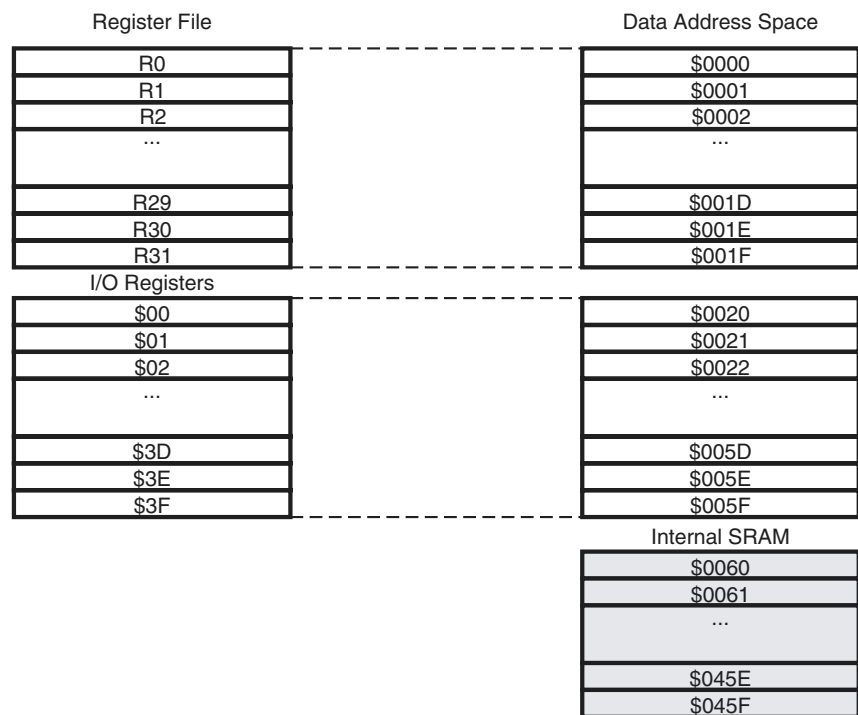 Register File Data Address Space
R0 $0000
R1 $0001
R2 $0002
... ...
R29 $001D
R30 $001E
R31 $001F
I/O Registers
$00 $0020
$01 $0021
$02 $0022
... ...
$3D $005D
$3E $005E
$3F $005F
Internal SRAM
$0060
$0061
...
$045E
$045F